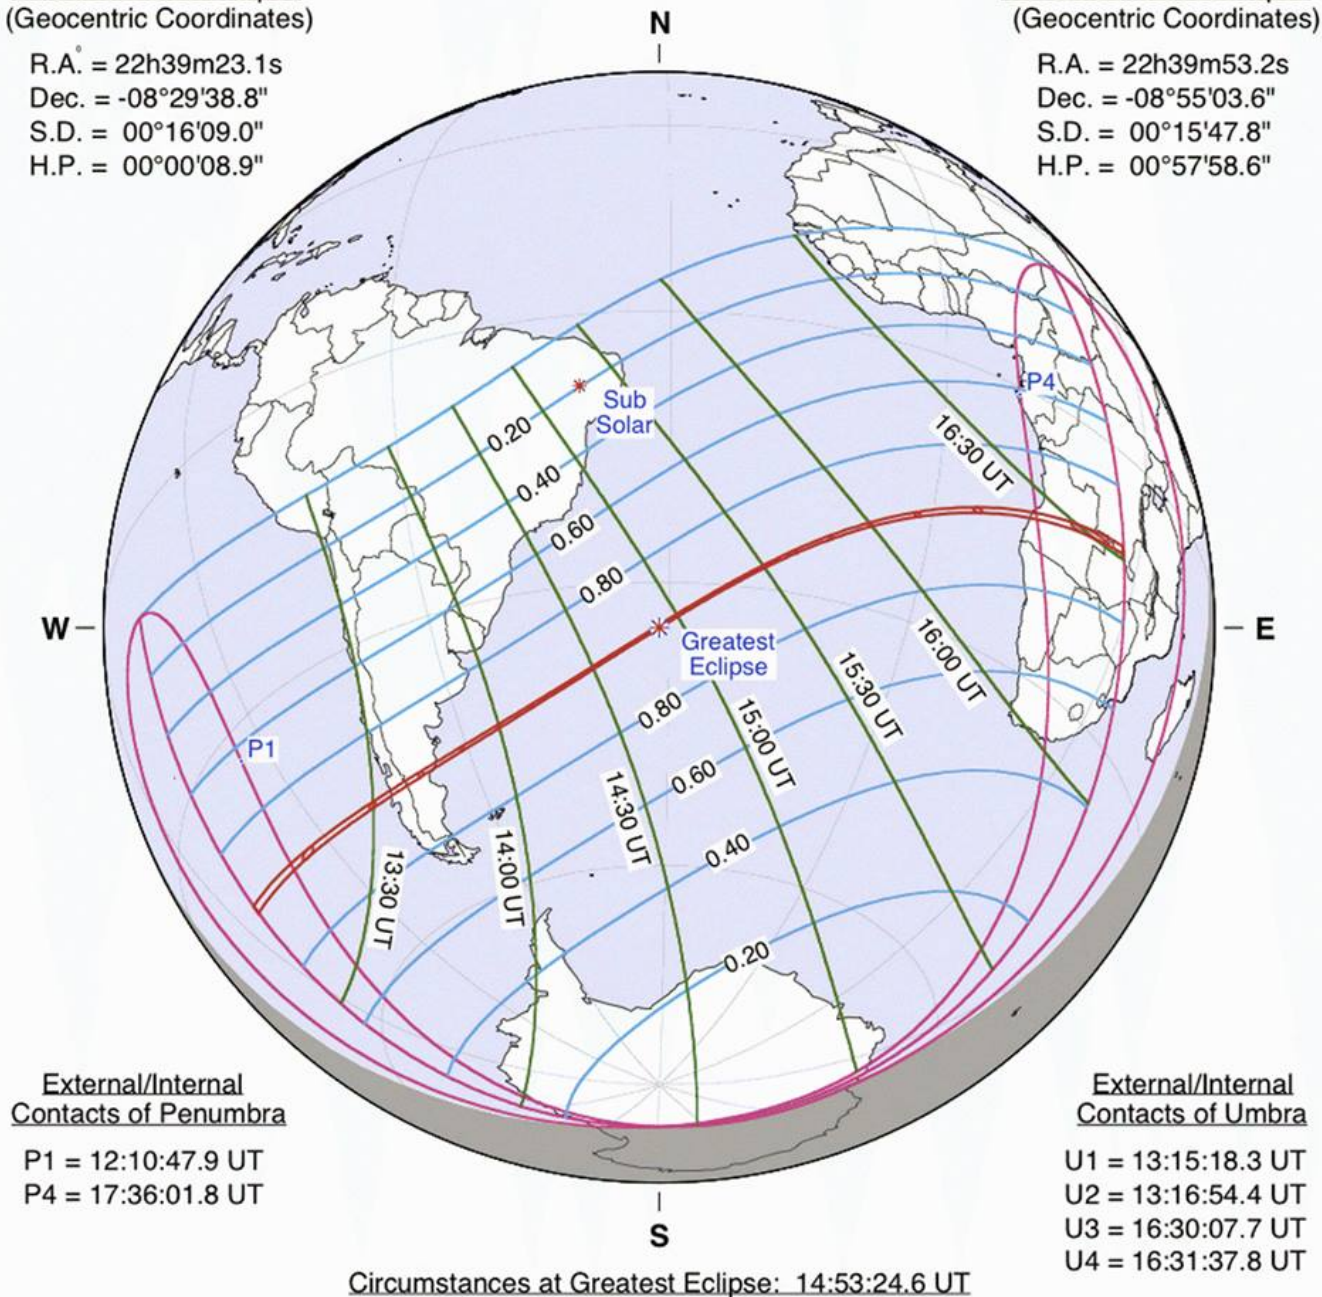 (Geocentric Coordinates)
R.A. = 22h39m23.1s
Dec. = -08°29'38.8"
S.D. = 00°16'09.0"
H.P. = 00°00'08.9"
N
(Geocentric Coordinates)
R.A. = 22h39m53.2s
Dec. = -08°55'03.6"
S.D. = 00°15'47.8"
H.P. = 00°57'58.6"
P4
Sub
Solar
0.20
16:30 UT
0.40
0.60
0.80
W
E
Greatest
Eclipse
16:00 UT
15:30 UT
0.80
15:00 UT
P1
0.60
14:30 UT
0.40
14:00 UT
13:30 UT
0.20
External/Internal
Contacts of Penumbra
P1 = 12:10:47.9 UT
P4 = 17:36:01.8 UT
External/Internal
Contacts of Umbra
U1 = 13:15:18.3 UT
U2 = 13:16:54.4 UT
U3 = 16:30:07.7 UT
U4 = 16:31:37.8 UT
S
Circumstances at Greatest Eclipse: 14:53:24.6 UT